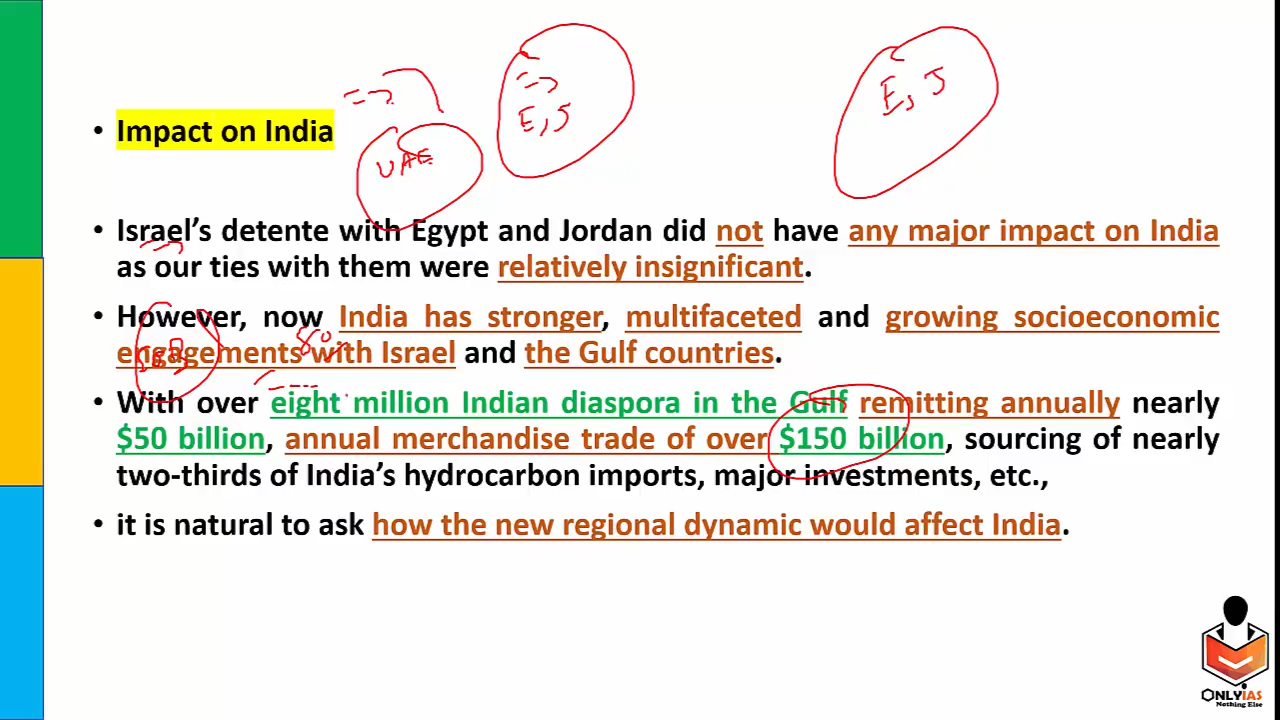 E, J
E, J
UAE
• Impact on India
• Israel’s detente with Egypt and Jordan did not have any major impact on India
as our ties with them were relatively insignificant.
• However, now India has stronger, multifaceted and growing socioeconomic
engagements with Israel and the Gulf countries.
• With over eight million Indian diaspora in the Gulf remitting annually nearly
$50 billion, annual merchandise trade of over $150 billion, sourcing of nearly
two-thirds of India’s hydrocarbon imports, major investments, etc.,
• it is natural to ask how the new regional dynamic would affect India.
ONLYIAS
Nothing Else